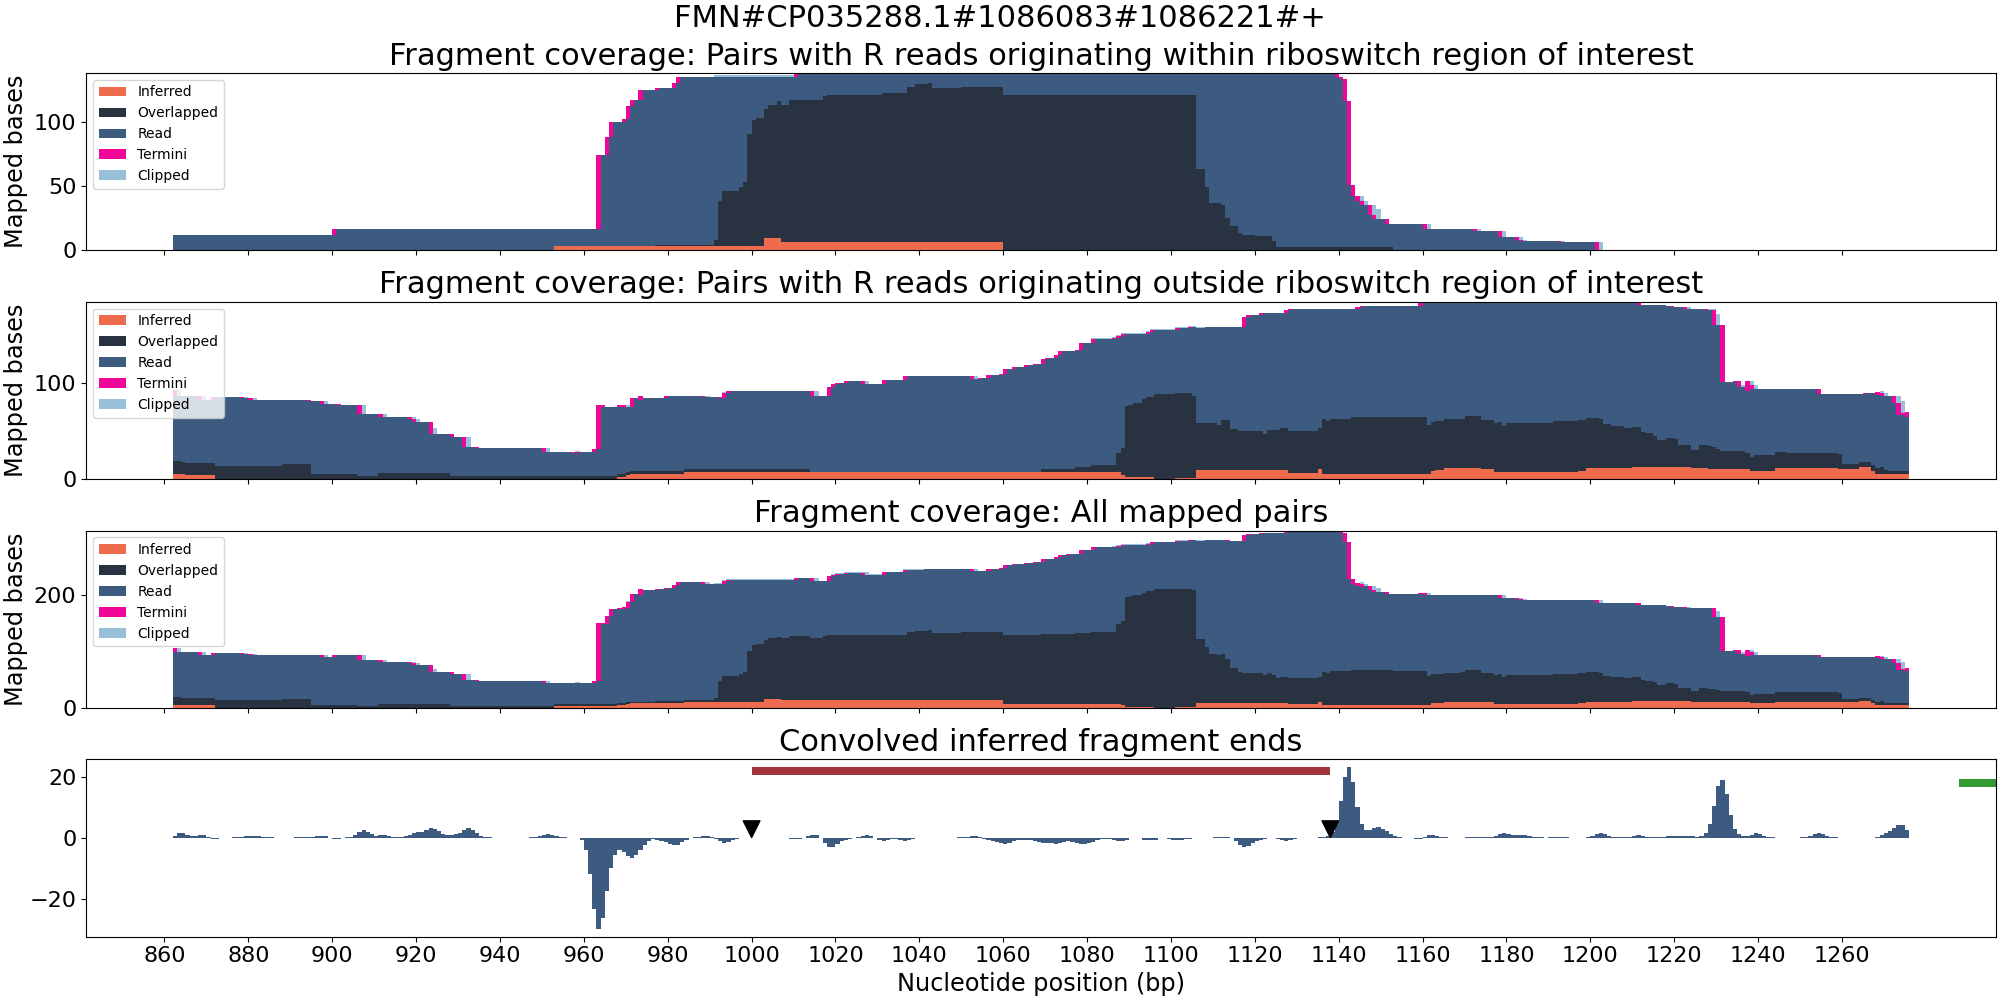 FMN#CP035288.1#1086083#1086221#+
Fragment coverage: Pairs with R reads originating within riboswitch region of interest
Mapped bases
100
50
0
Inferred
Overlapped
Read
Termini
Clipped
Fragment coverage: Pairs with R reads originating outside riboswitch region of interest
Mapped bases
100
0
Inferred
Overlapped
Read
Termini
Clipped
Fragment coverage: All mapped pairs
Mapped bases
200
0
Inferred
Overlapped
Read
Termini
Clipped
Convolved inferred fragment ends
20
0
−20
860 880 900 920 940 960 980 1000 1020 1040 1060 1080 1100 1120 1140 1160 1180 1200 1220 1240 1260
Nucleotide position (bp)